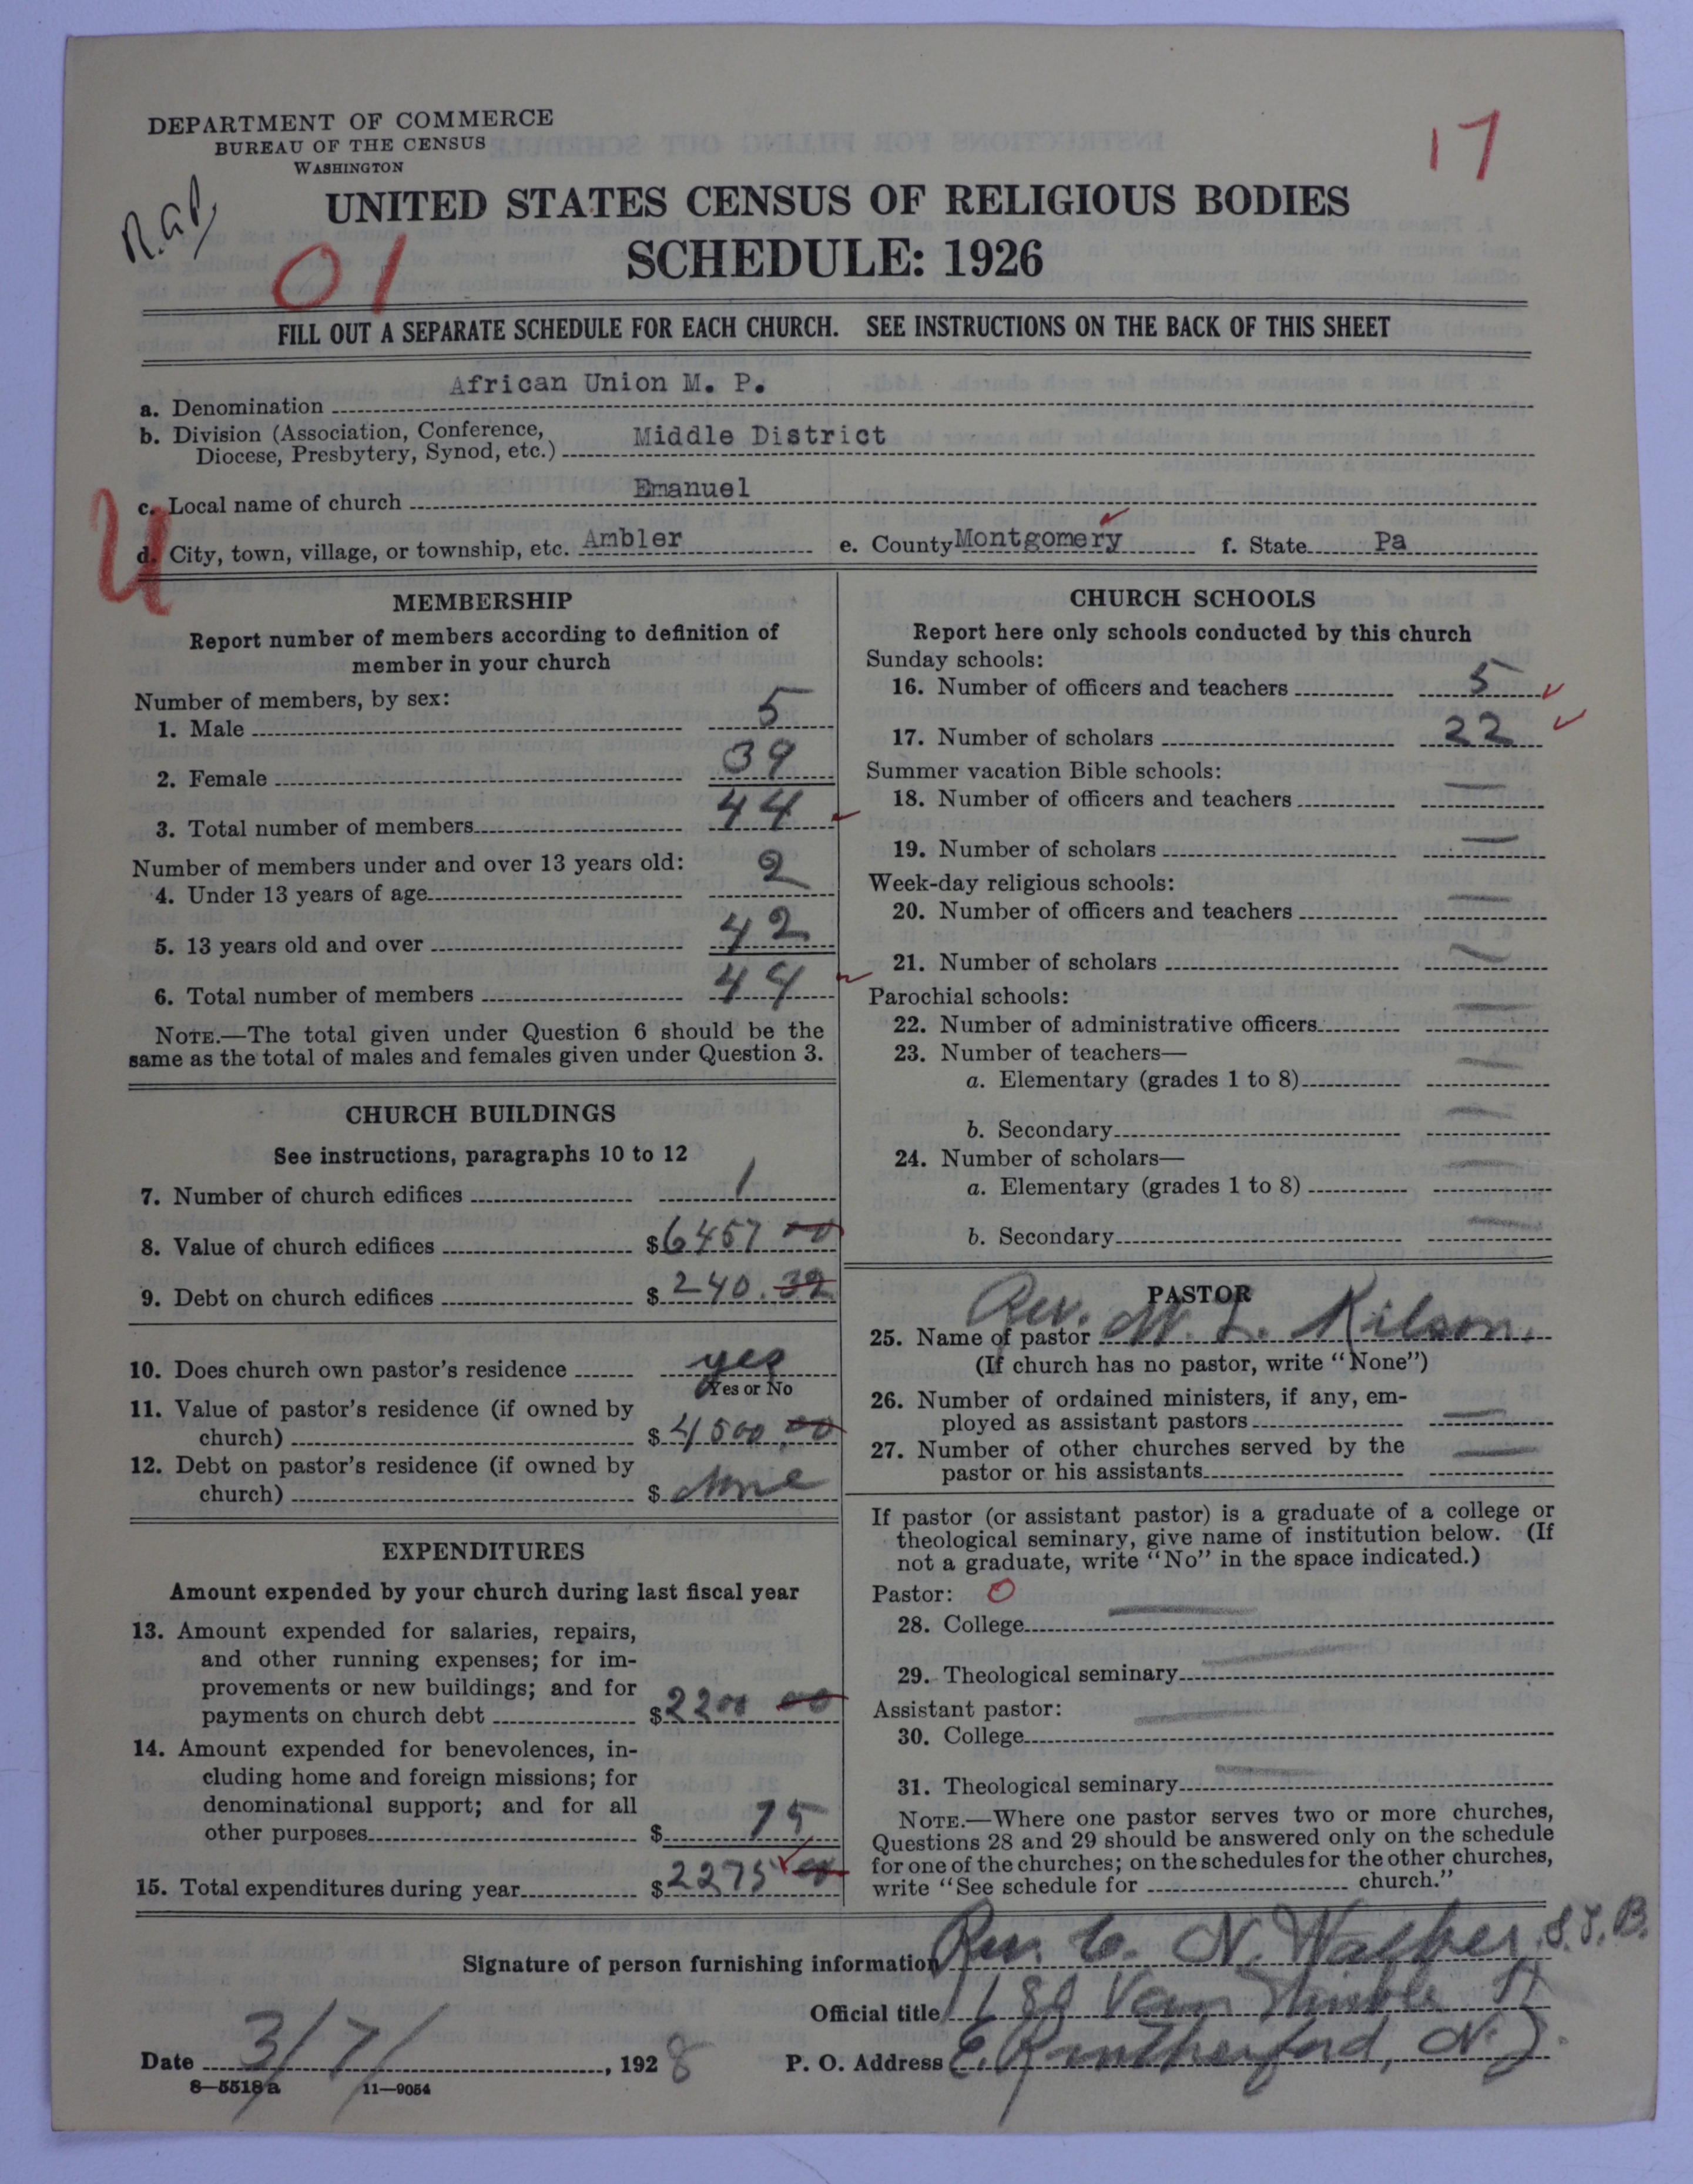 DEPARTMENT OF COMMERCE
BUREAU OF THE CENSUS
WASHINGTON
17
R.G.P.
UNITED STATES CENSUS OF RELIGIOUS BODIES
01
SCHEDULE: 1926
FILL OUT A SEPARATE SCHEDULE FOR EACH CHURCH. SEE INSTRUCTIONS ON THE BACK OF THIS SHEET
a. Denomination African Union M. P.
b. Division (Association, Conference, Diocese, Presbytery, Synod, etc.) Middle District
c. Local name of church Emanuel
U
d. City, town, village, or township, etc. Ambler e. County Montgomery f. State Pa
MEMBERSHIP
Report number of members according to definition of
member in your church
Number of members, by sex:
1. Male 5
2. Female 39
3. Total number of members 44
Number of members under and over 13 years old:
4. Under 13 years of age 2
5. 13 years old and over 42
6. Total number of members 44
NOTE.—The total given under Question 6 should be the
same as the total of males and females given under Question 3.
CHURCH BUILDINGS
See instructions, paragraphs 10 to 12
7. Number of church edifices 1
8. Value of church edifices $6457 00
9. Debt on church edifices $240.32
10. Does church own pastor's residence yes
Yes or No
11. Value of pastor's residence (if owned by
church) $4500.00
12. Debt on pastor's residence (if owned by
church) $None
EXPENDITURES
Amount expended by your church during last fiscal year
13. Amount expended for salaries, repairs,
and other running expenses; for im-
provements or new buildings; and for
payments on church debt $2200 00
14. Amount expended for benevolences, in-
cluding home and foreign missions; for
denominational support; and for all
other purposes $75
15. Total expenditures during year $2275 00
CHURCH SCHOOLS
Report here only schools conducted by this church
Sunday schools:
16. Number of officers and teachers 5
17. Number of scholars 22
Summer vacation Bible schools:
18. Number of officers and teachers —
19. Number of scholars —
Week-day religious schools:
20. Number of officers and teachers —
21. Number of scholars —
Parochial schools:
22. Number of administrative officers —
23. Number of teachers—
a. Elementary (grades 1 to 8) —
b. Secondary —
24. Number of scholars—
a. Elementary (grades 1 to 8) —
b. Secondary —
PASTOR
25. Name of pastor Rev. W. L. Kilson.
(If church has no pastor, write "None")
26. Number of ordained ministers, if any, em-
ployed as assistant pastors —
27. Number of other churches served by the
pastor or his assistants —
If pastor (or assistant pastor) is a graduate of a college or
theological seminary, give name of institution below. (If
not a graduate, write "No" in the space indicated.)
Pastor: O
28. College —
29. Theological seminary —
Assistant pastor:
30. College —
31. Theological seminary —
NOTE.—Where one pastor serves two or more churches,
Questions 28 and 29 should be answered only on the schedule
for one of the churches; on the schedules for the other churches,
write "See schedule for church."
Signature of person furnishing information Rev. C. N. Walker, S.T.B.
Official title 189 Van Winkle St
Date 3/7/, 1928 P. O. Address E. Rutherford, N.J.
8—5518a 11—9054